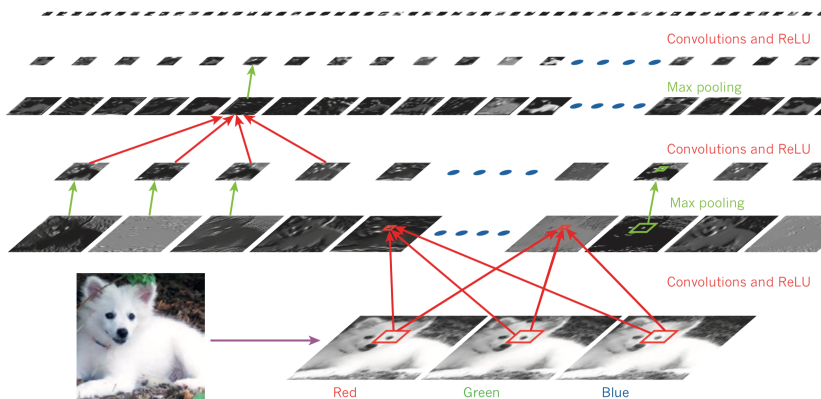 Convolutions and ReLU
Max pooling
Convolutions and ReLU
Max pooling
Convolutions and ReLU
Red
Green
Blue